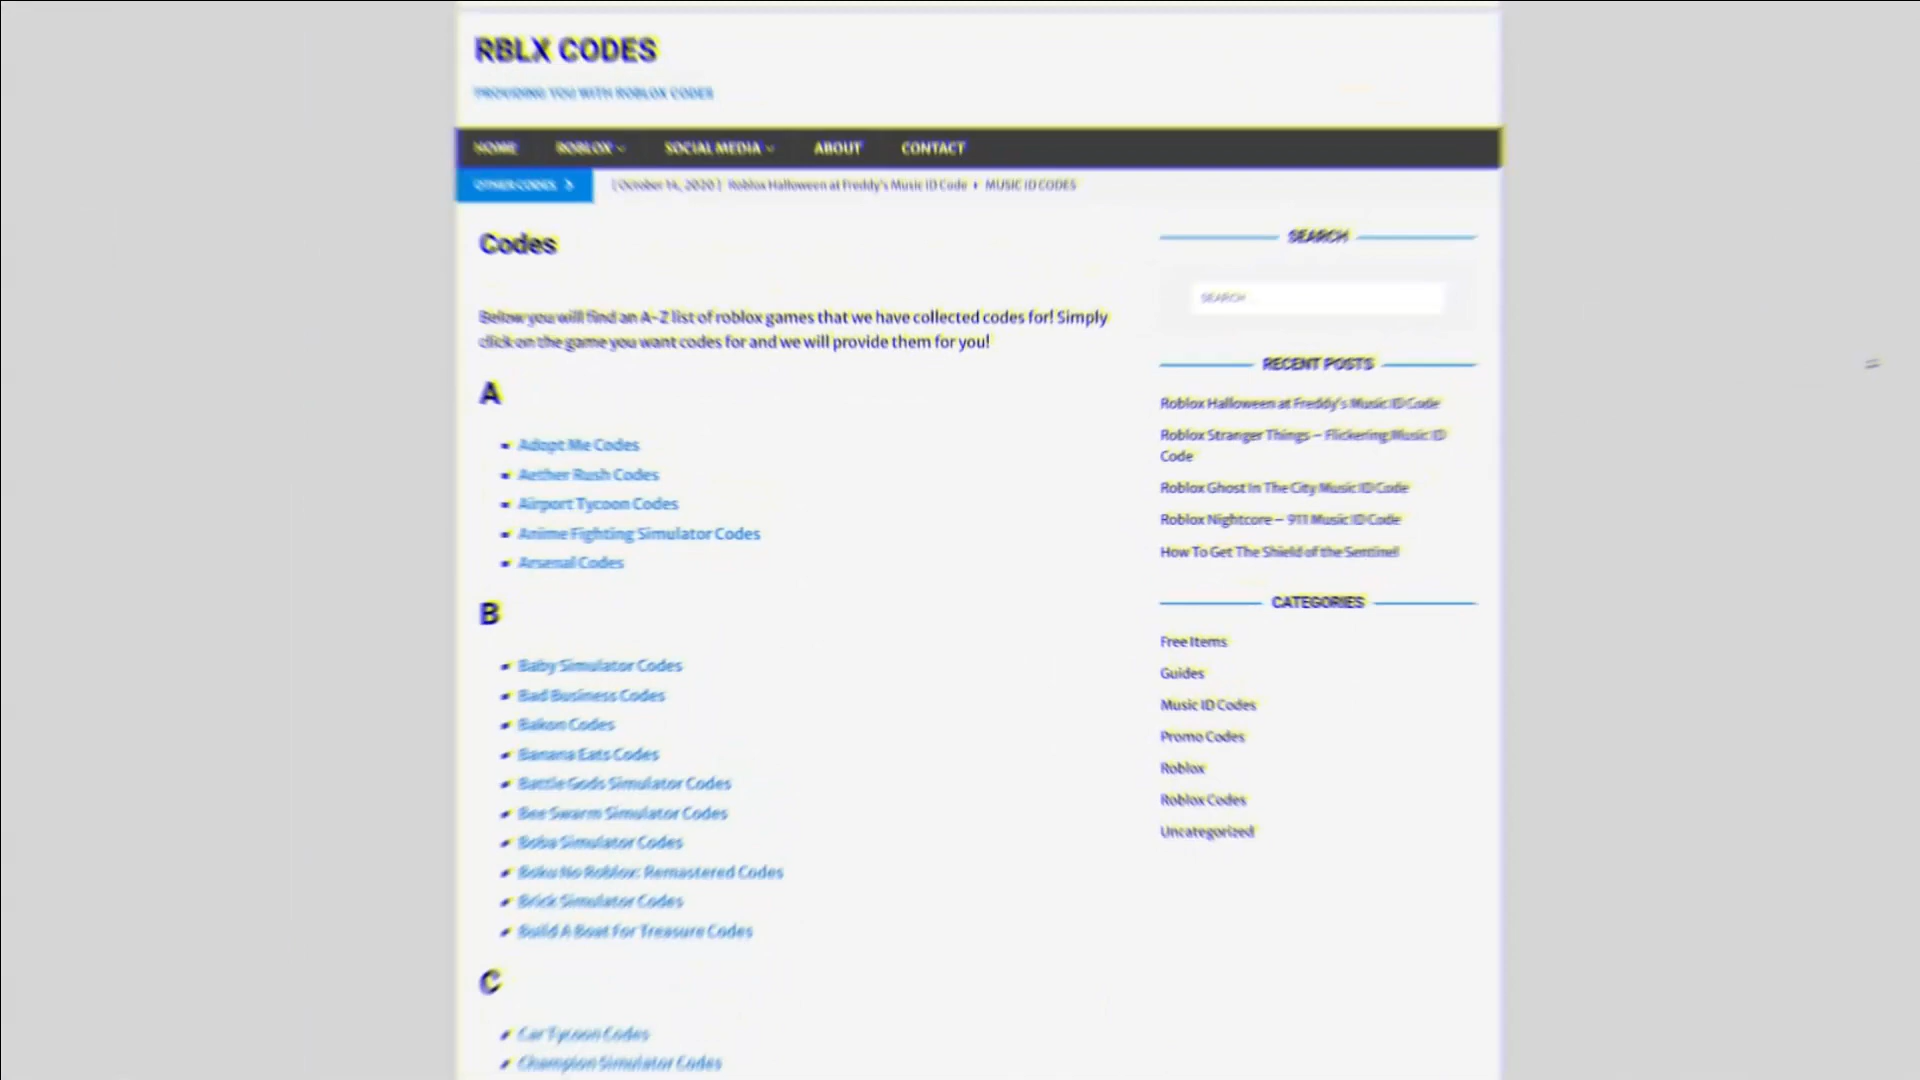 RBLX CODES
PROVIDING YOU WITH ROBLOX CODES
HOME ROBLOX SOCIAL MEDIA ABOUT CONTACT
OTHER CODES
[ October 14, 2020 ] Roblox Halloween at Freddy's Music ID Code MUSIC ID CODES
Codes
Below you will find an A-Z list of roblox games that we have collected codes for! Simply
click on the game you want codes for and we will provide them for you!
A
Adopt Me Codes
Aether Rush Codes
Airport Tycoon Codes
Anime Fighting Simulator Codes
Arsenal Codes
B
Baby Simulator Codes
Bad Business Codes
Bakon Codes
Banana Eats Codes
Battle Gods Simulator Codes
Bee Swarm Simulator Codes
Boba Simulator Codes
Boku No Roblox: Remastered Codes
Brick Simulator Codes
Build A Boat For Treasure Codes
C
Car Tycoon Codes
Champion Simulator Codes
SEARCH
SEARCH ...
RECENT POSTS
Roblox Halloween at Freddy's Music ID Code
Roblox Stranger Things – Flickering Music ID
Code
Roblox Ghost In The City Music ID Code
Roblox Nightcore – 911 Music ID Code
How To Get The Shield of the Sentinel
CATEGORIES
Free Items
Guides
Music ID Codes
Promo Codes
Roblox
Roblox Codes
Uncategorized